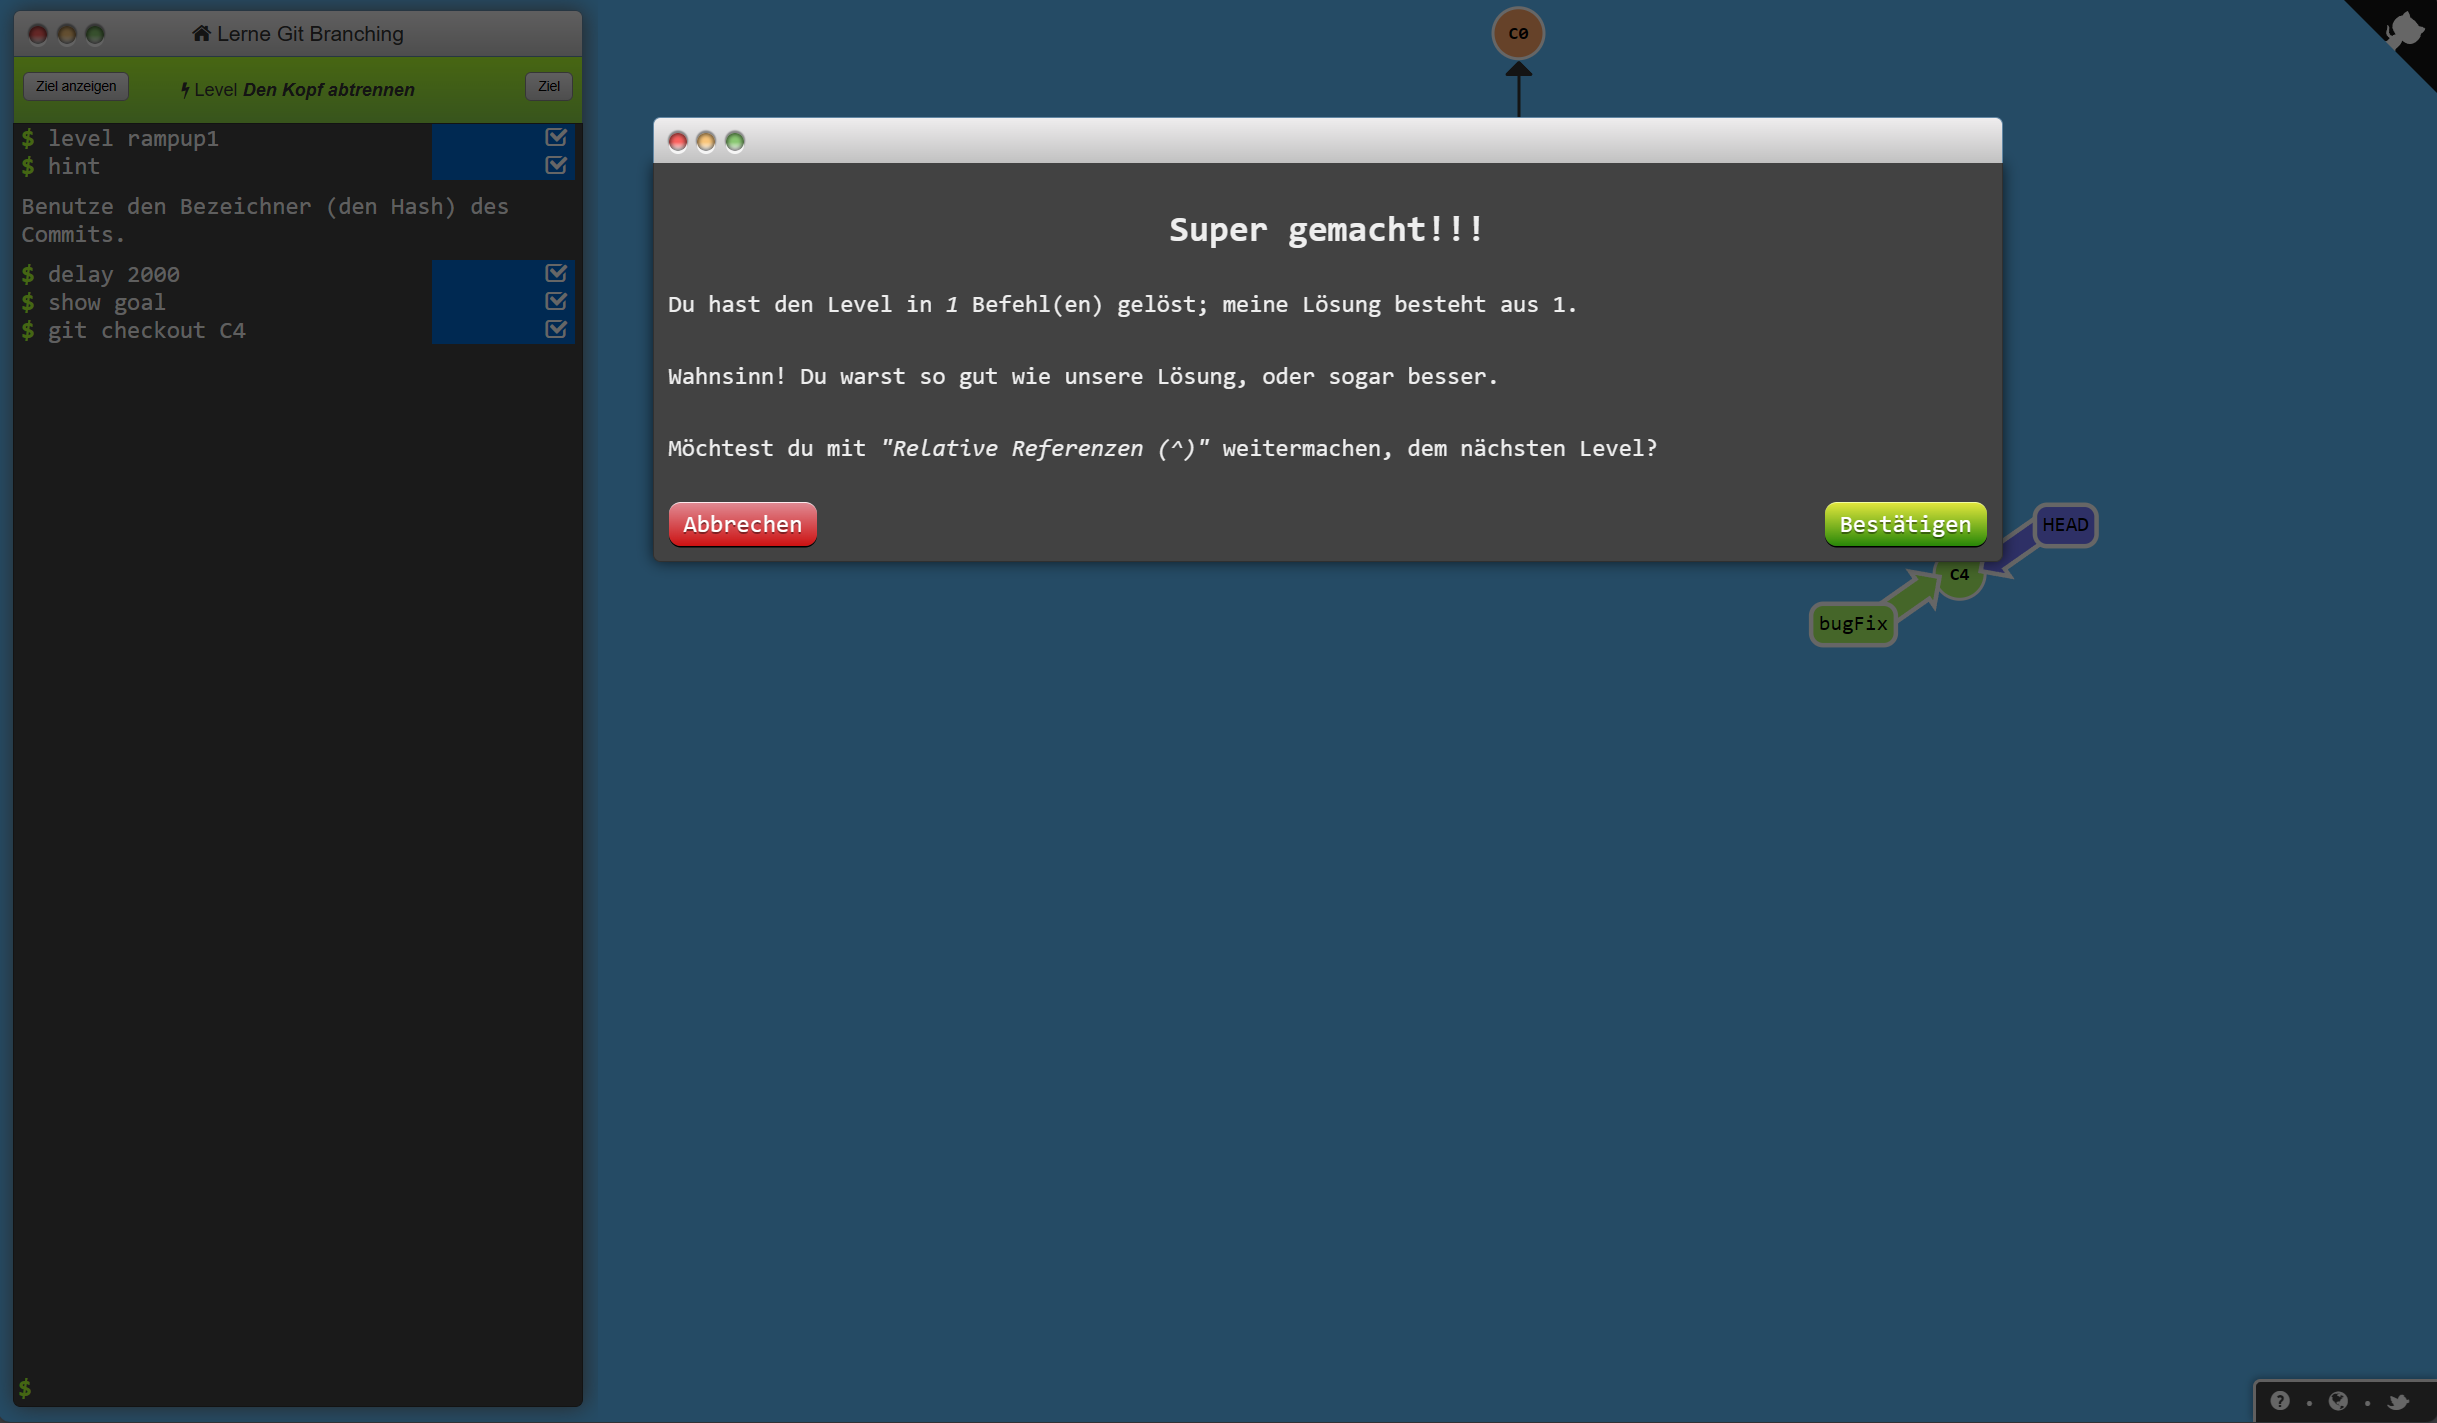 Lerne Git Branching
Ziel anzeigen
Level Den Kopf abtrennen
Ziel
$ level rampup1
$ hint
Benutze den Bezeichner (den Hash) des
Commits.
$ delay 2000
$ show goal
$ git checkout C4
$
C0
Super gemacht!!!
Du hast den Level in 1 Befehl(en) gelöst; meine Lösung besteht aus 1.
Wahnsinn! Du warst so gut wie unsere Lösung, oder sogar besser.
Möchtest du mit "Relative Referenzen (^)" weitermachen, dem nächsten Level?
Abbrechen
Bestätigen
HEAD
C4
bugFix